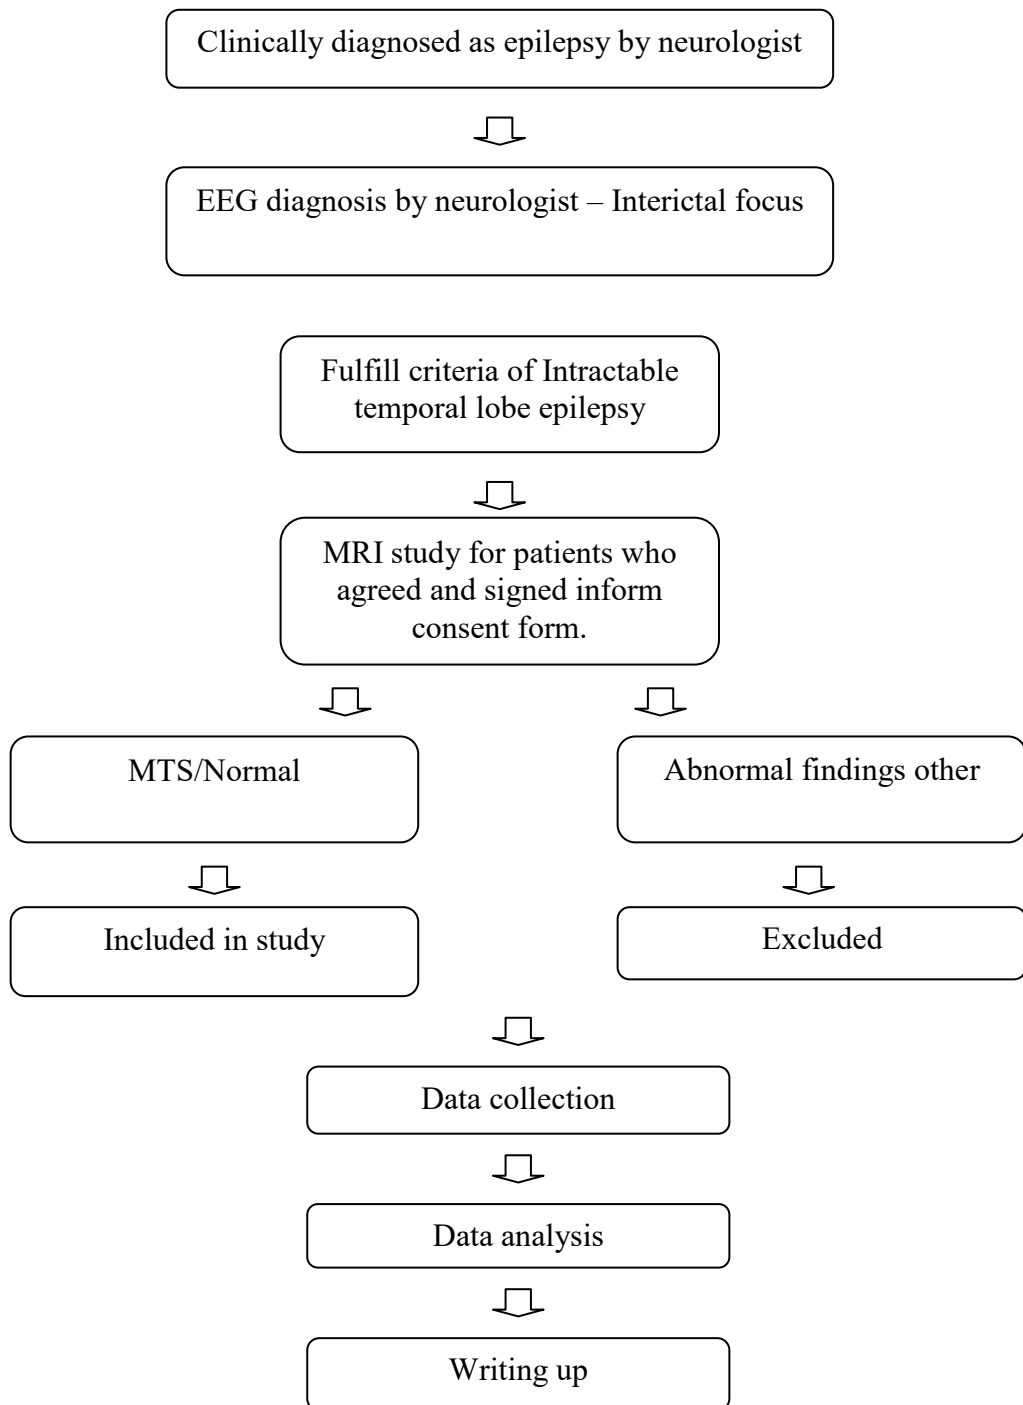 Clinically diagnosed as epilepsy by neurologist
EEG diagnosis by neurologist – Interictal focus
Fulfill criteria of Intractable
temporal lobe epilepsy
MRI study for patients who
agreed and signed inform
consent form.
MTS/Normal
Abnormal findings other
Included in study
Excluded
Data collection
Data analysis
Writing up